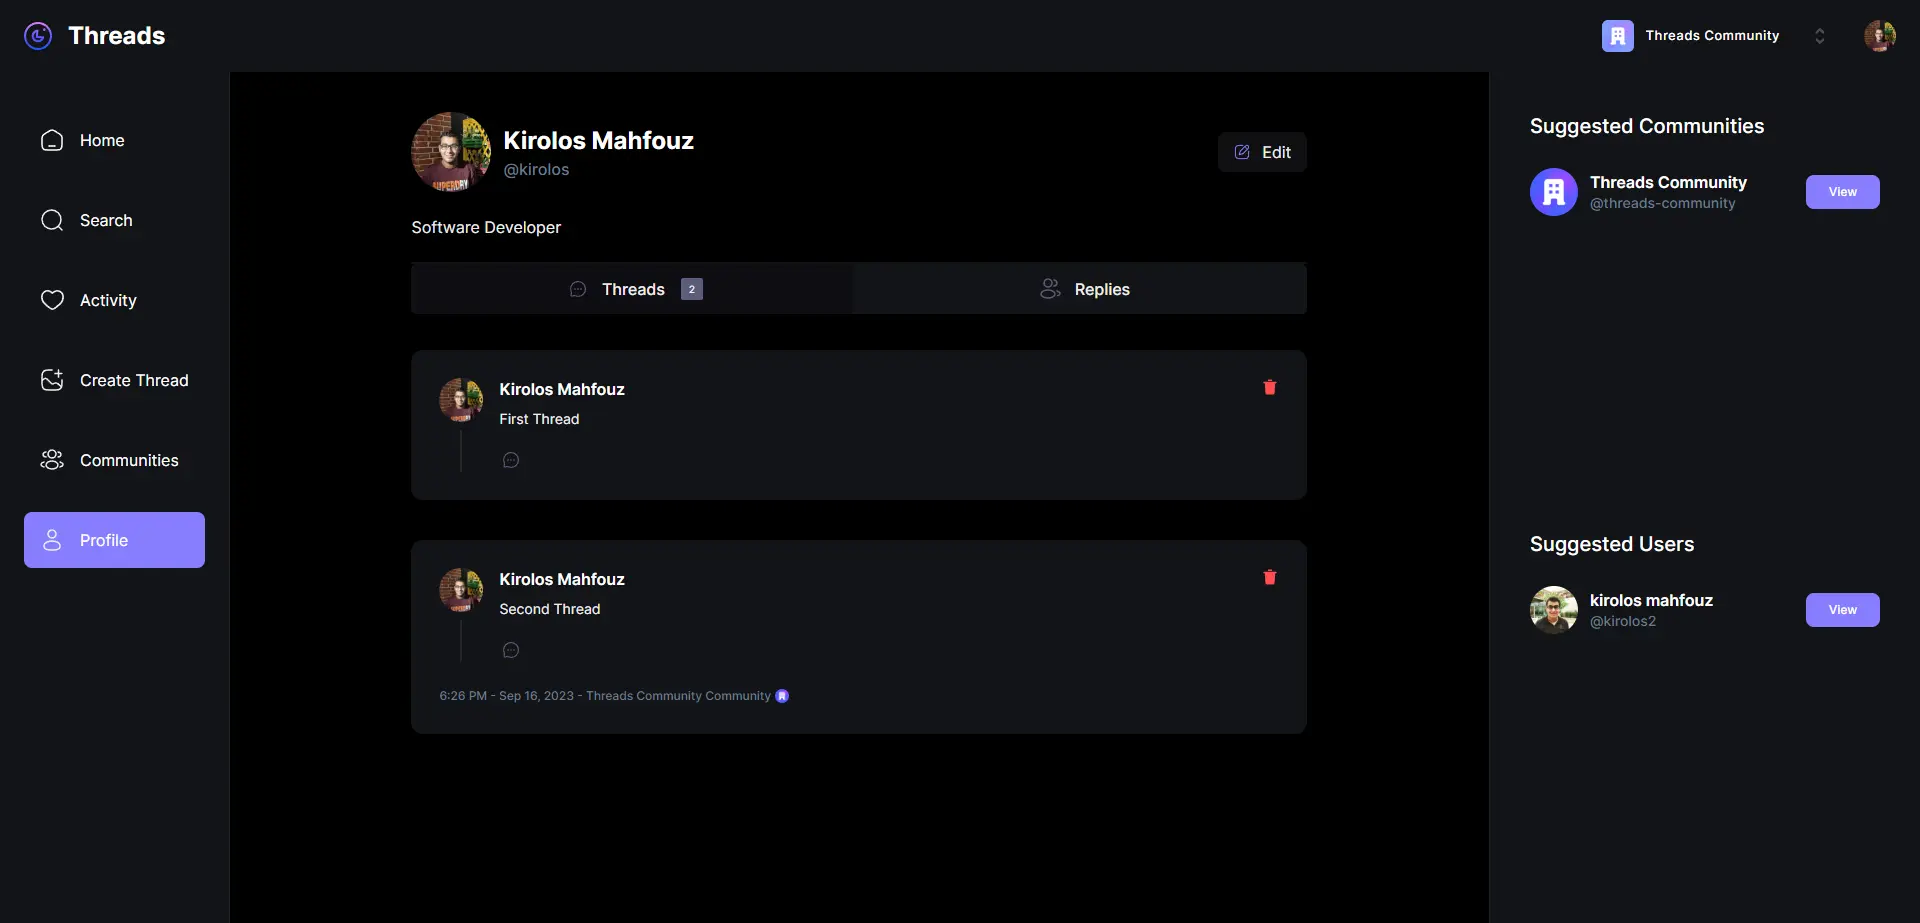 Threads
Threads Community
Home
Search
Activity
Create Thread
Communities
Profile
Kirolos Mahfouz
@kirolos
Edit
Software Developer
Threads 2
Replies
Kirolos Mahfouz
First Thread
Kirolos Mahfouz
Second Thread
6:26 PM - Sep 16, 2023 - Threads Community Community
Suggested Communities
Threads Community
@threads-community
View
Suggested Users
kirolos mahfouz
@kirolos2
View